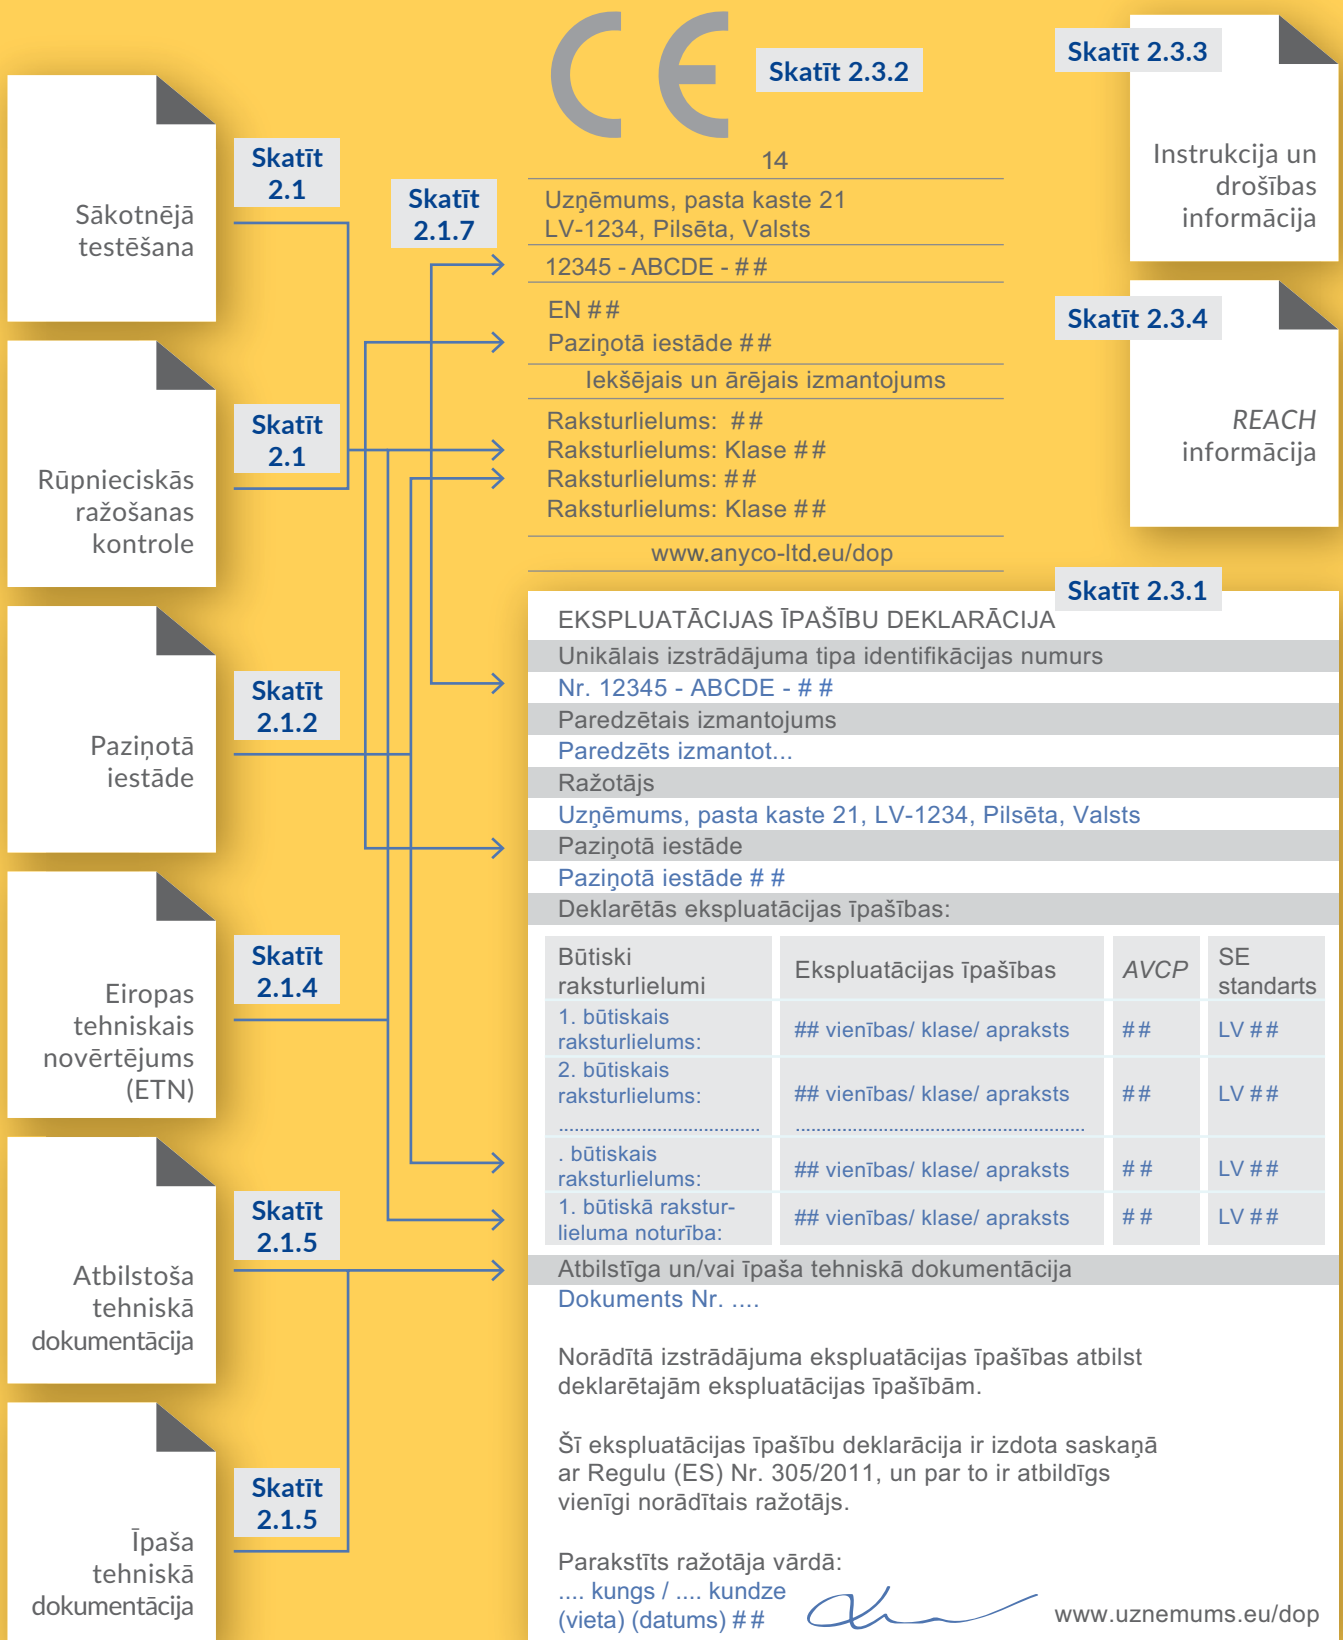 CE
Skatīt 2.3.2
14
Uzņēmums, pasta kaste 21
LV-1234, Pilsēta, Valsts
12345 - ABCDE - ##
EN ##
Paziņotā iestāde ##
Iekšējais un ārējais izmantojums
Raksturlielums: ##
Raksturlielums: Klase ##
Raksturlielums: ##
Raksturlielums: Klase ##
www.anyco-ltd.eu/dop
Skatīt 2.3.3
Instrukcija un
drošības
informācija
Skatīt 2.3.4
REACH
informācija
Sākotnējā
testēšana
Skatīt
2.1
Skatīt
2.1.7
Rūpnieciskās
ražošanas
kontrole
Skatīt
2.1
Paziņotā
iestāde
Skatīt
2.1.2
Eiropas
tehniskais
novērtējums
(ETN)
Skatīt
2.1.4
Atbilstoša
tehniskā
dokumentācija
Skatīt
2.1.5
Īpaša
tehniskā
dokumentācija
Skatīt
2.1.5
Skatīt 2.3.1
EKSPLUATĀCIJAS ĪPAŠĪBU DEKLARĀCIJA
Unikālais izstrādājuma tipa identifikācijas numurs
Nr. 12345 - ABCDE - # #
Paredzētais izmantojums
Paredzēts izmantot...
Ražotājs
Uzņēmums, pasta kaste 21, LV-1234, Pilsēta, Valsts
Paziņotā iestāde
Paziņotā iestāde # #
Deklarētās ekspluatācijas īpašības:
Būtiski
raksturlielumi
Ekspluatācijas īpašības
AVCP
SE
standarts
1. būtiskais
raksturlielums:
## vienības/ klase/ apraksts
##
LV ##
2. būtiskais
raksturlielums:
## vienības/ klase/ apraksts
##
LV ##
.......................................
........................................................
. būtiskais
raksturlielums:
## vienības/ klase/ apraksts
##
LV ##
1. būtiskā rakstur-
lieluma noturība:
## vienības/ klase/ apraksts
##
LV ##
Atbilstīga un/vai īpaša tehniskā dokumentācija
Dokuments Nr. ....
Norādītā izstrādājuma ekspluatācijas īpašības atbilst
deklarētajām ekspluatācijas īpašībām.
Šī ekspluatācijas īpašību deklarācija ir izdota saskaņā
ar Regulu (ES) Nr. 305/2011, un par to ir atbildīgs
vienīgi norādītais ražotājs.
Parakstīts ražotāja vārdā:
.... kungs / .... kundze
(vieta) (datums) ##
www.uznemums.eu/dop